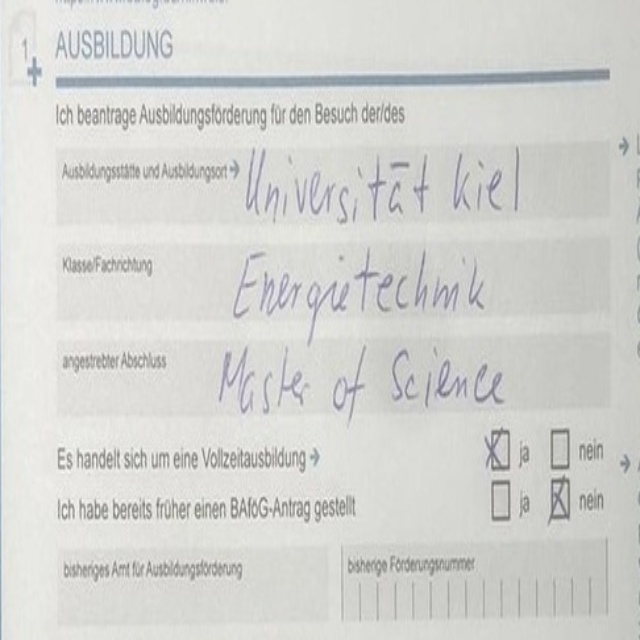 1
AUSBILDUNG
Ich beantrage Ausbildungsförderung für den Besuch der/des
Ausbildungsstätte und Ausbildungsort → Universität Kiel
Klasse/Fachrichtung Energietechnik
angestrebter Abschluss Master of Science
Es handelt sich um eine Vollzeitausbildung → ☒ ja ☐ nein
Ich habe bereits früher einen BAföG-Antrag gestellt ☐ ja ☒ nein
bisheriges Amt für Ausbildungsförderung bisherige Förderungsnummer